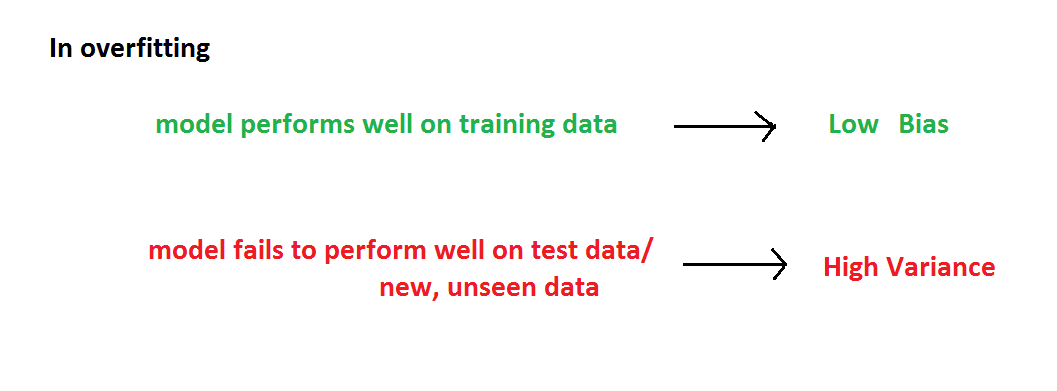 In overfitting
model performs well on training data
Low Bias
model fails to perform well on test data/
new, unseen data
High Variance